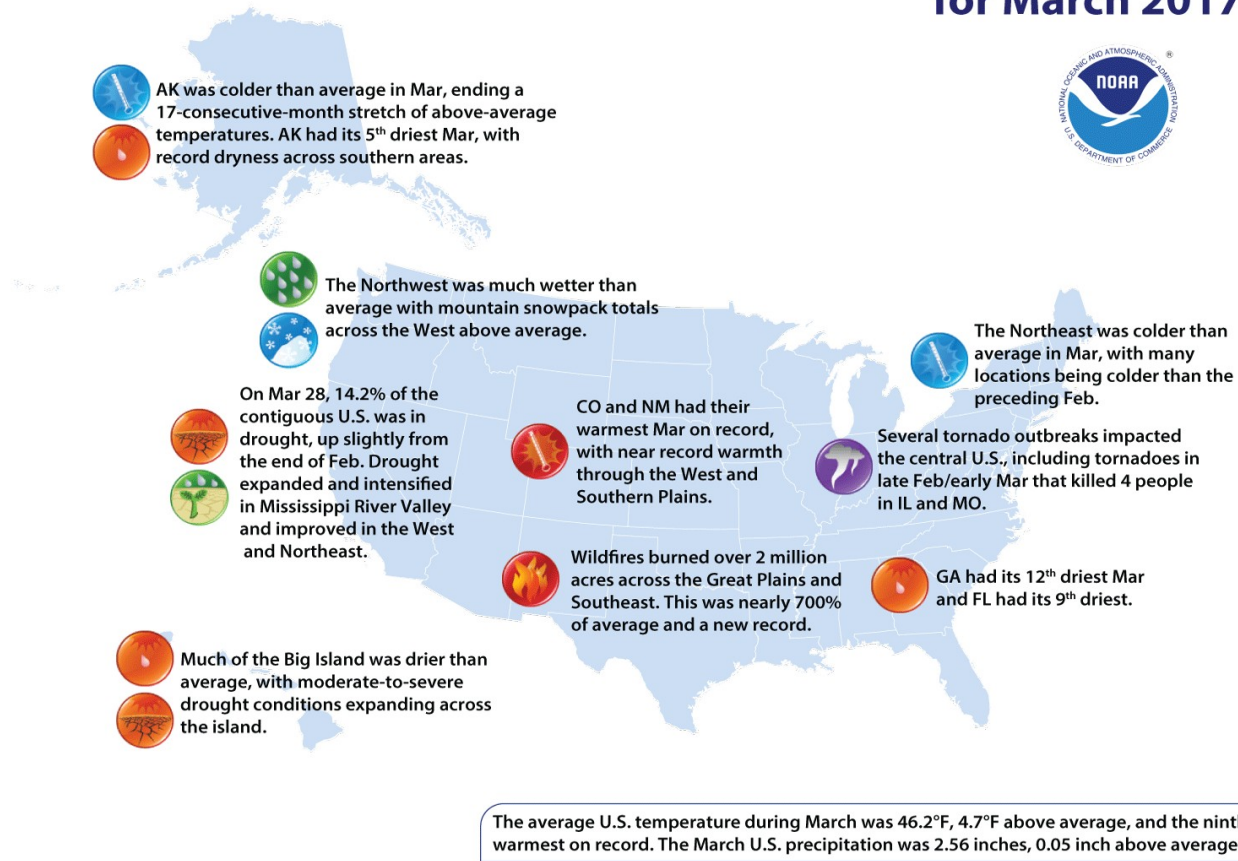 for March 2017
NATIONAL OCEANIC AND ATMOSPHERIC ADMINISTRATION
U.S. DEPARTMENT OF COMMERCE
NOAA
®
AK was colder than average in Mar, ending a
17-consecutive-month stretch of above-average
temperatures. AK had its 5th driest Mar, with
record dryness across southern areas.
The Northwest was much wetter than
average with mountain snowpack totals
across the West above average.
The Northeast was colder than
average in Mar, with many
locations being colder than the
preceding Feb.
On Mar 28, 14.2% of the
contiguous U.S. was in
drought, up slightly from
the end of Feb. Drought
expanded and intensified
in Mississippi River Valley
and improved in the West
and Northeast.
CO and NM had their
warmest Mar on record,
with near record warmth
through the West and
Southern Plains.
Several tornado outbreaks impacted
the central U.S., including tornadoes in
late Feb/early Mar that killed 4 people
in IL and MO.
Wildfires burned over 2 million
acres across the Great Plains and
Southeast. This was nearly 700%
of average and a new record.
GA had its 12th driest Mar
and FL had its 9th driest.
Much of the Big Island was drier than
average, with moderate-to-severe
drought conditions expanding across
the island.
The average U.S. temperature during March was 46.2°F, 4.7°F above average, and the ninth
warmest on record. The March U.S. precipitation was 2.56 inches, 0.05 inch above average